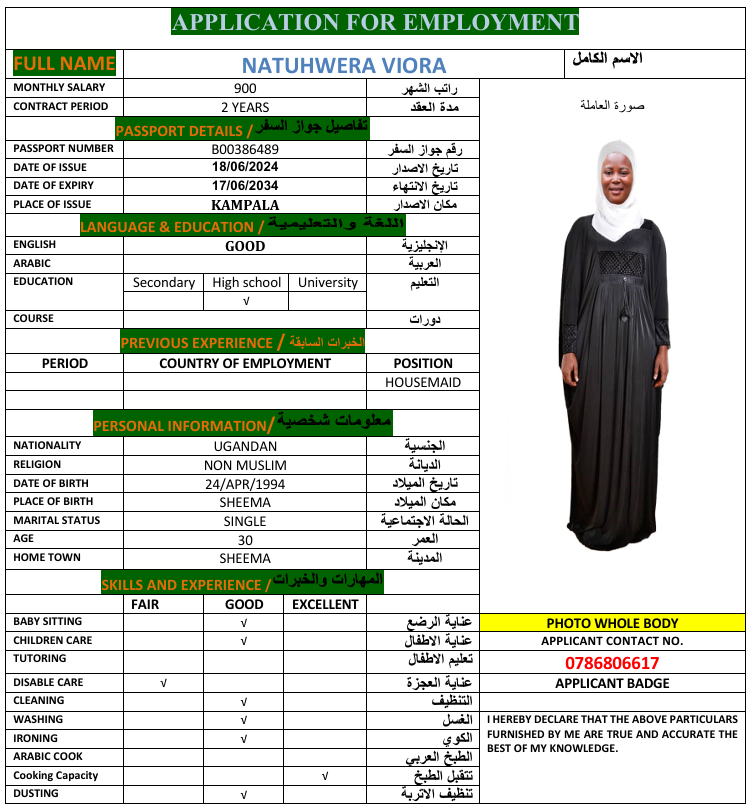 APPLICATION FOR EMPLOYMENT
FULL NAME NATUHWERA VIORA الاسم الكامل
MONTHLY SALARY 900 راتب الشهر
CONTRACT PERIOD 2 YEARS مدة العقد
صورة العاملة
PASSPORT DETAILS / تفاصيل جواز السفر
PASSPORT NUMBER B00386489 رقم جواز السفر
DATE OF ISSUE 18/06/2024 تاريخ الاصدار
DATE OF EXPIRY 17/06/2034 تاريخ الانتهاء
PLACE OF ISSUE KAMPALA مكان الاصدار
LANGUAGE & EDUCATION / اللغة والتعليمية
ENGLISH GOOD الإنجليزية
ARABIC العربية
EDUCATION Secondary High school University التعليم
√
COURSE دورات
PREVIOUS EXPERIENCE / الخبرات السابقة
PERIOD COUNTRY OF EMPLOYMENT POSITION
HOUSEMAID
PERSONAL INFORMATION/ معلومات شخصية
NATIONALITY UGANDAN الجنسية
RELIGION NON MUSLIM الديانة
DATE OF BIRTH 24/APR/1994 تاريخ الميلاد
PLACE OF BIRTH SHEEMA مكان الميلاد
MARITAL STATUS SINGLE الحالة الاجتماعية
AGE 30 العمر
HOME TOWN SHEEMA المدينة
SKILLS AND EXPERIENCE / المهارات والخبرات
FAIR GOOD EXCELLENT
BABY SITTING √ عناية الرضع
CHILDREN CARE √ عناية الاطفال
TUTORING تعليم الاطفال
DISABLE CARE √ عناية العجزة
CLEANING √ التنظيف
WASHING √ الغسل
IRONING √ الكوي
ARABIC COOK الطبخ العربي
Cooking Capacity √ تتقبل الطبخ
DUSTING √ تنظيف الاتربة
PHOTO WHOLE BODY
APPLICANT CONTACT NO.
0786806617
APPLICANT BADGE
I HEREBY DECLARE THAT THE ABOVE PARTICULARS
FURNISHED BY ME ARE TRUE AND ACCURATE THE
BEST OF MY KNOWLEDGE.